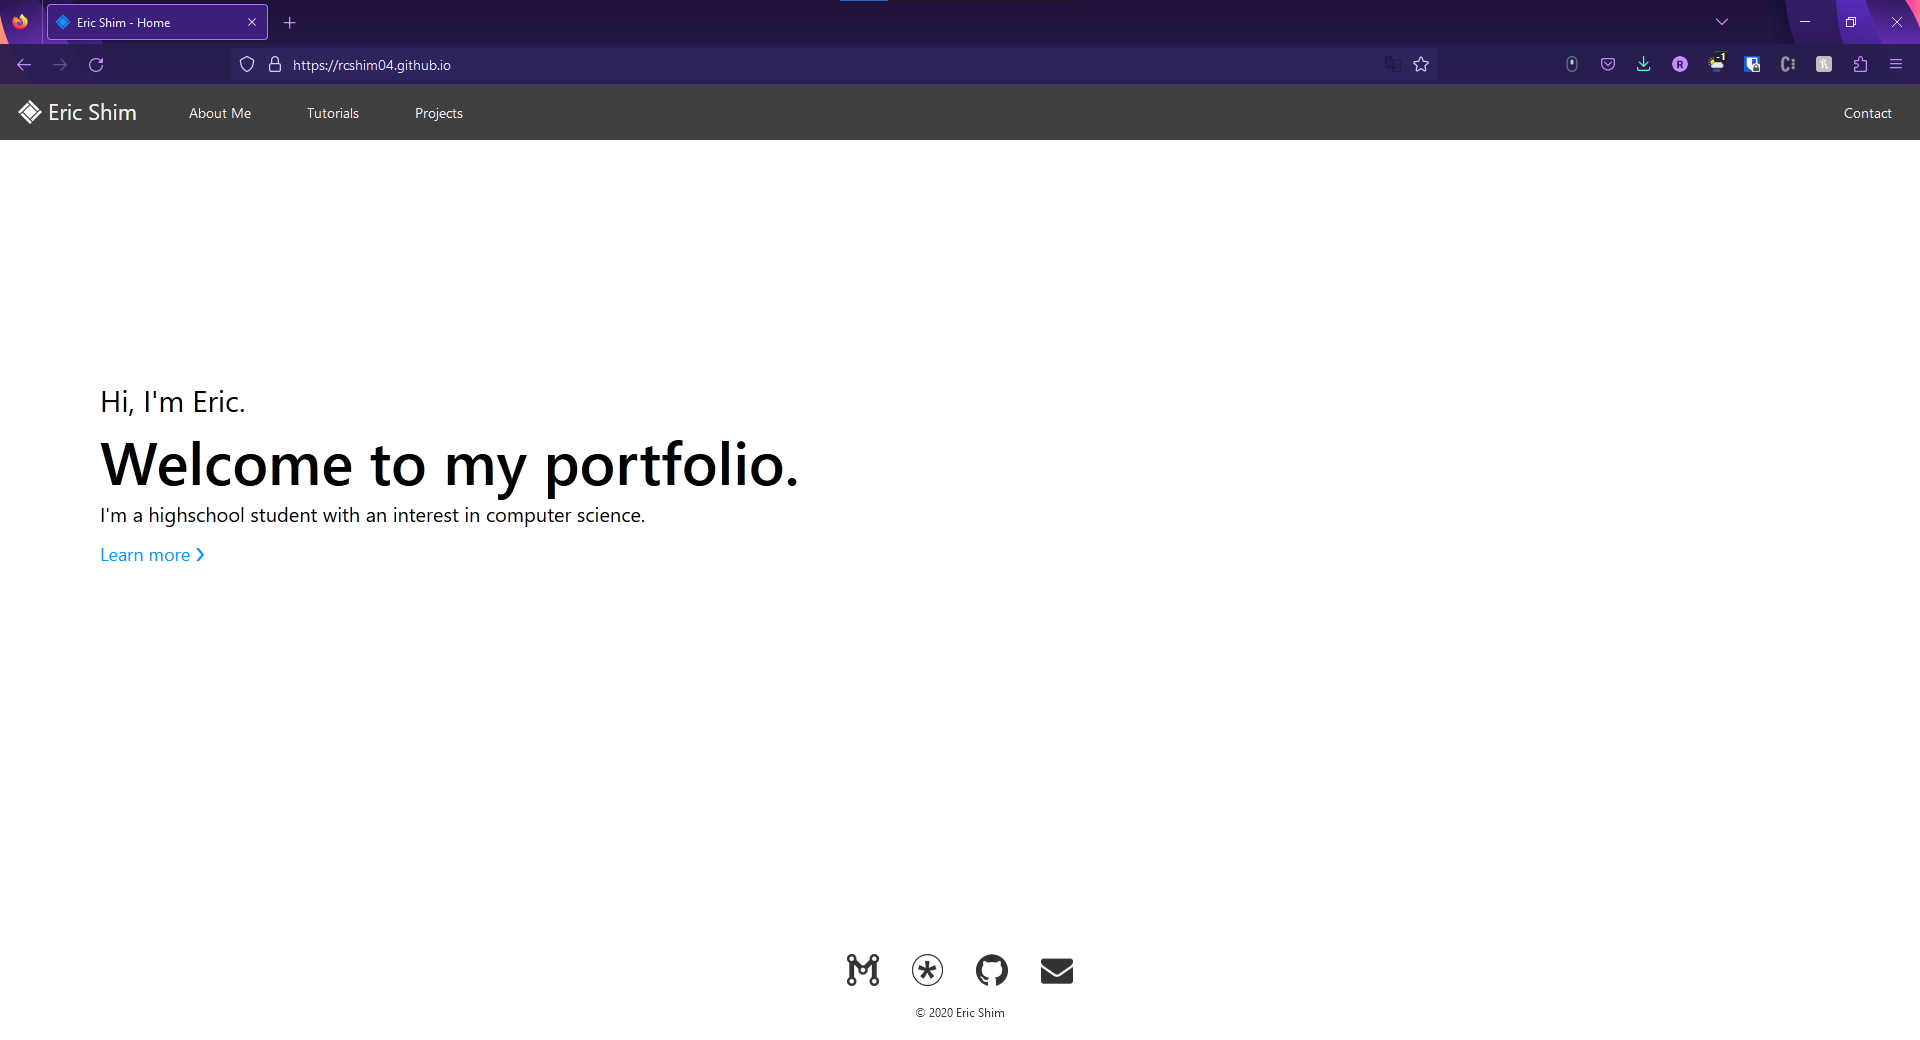 Eric Shim - Home
https://rcshim04.github.io
R
-1
Eric Shim
About Me
Tutorials
Projects
Contact
Hi, I'm Eric.
Welcome to my portfolio.
I'm a highschool student with an interest in computer science.
Learn more
© 2020 Eric Shim